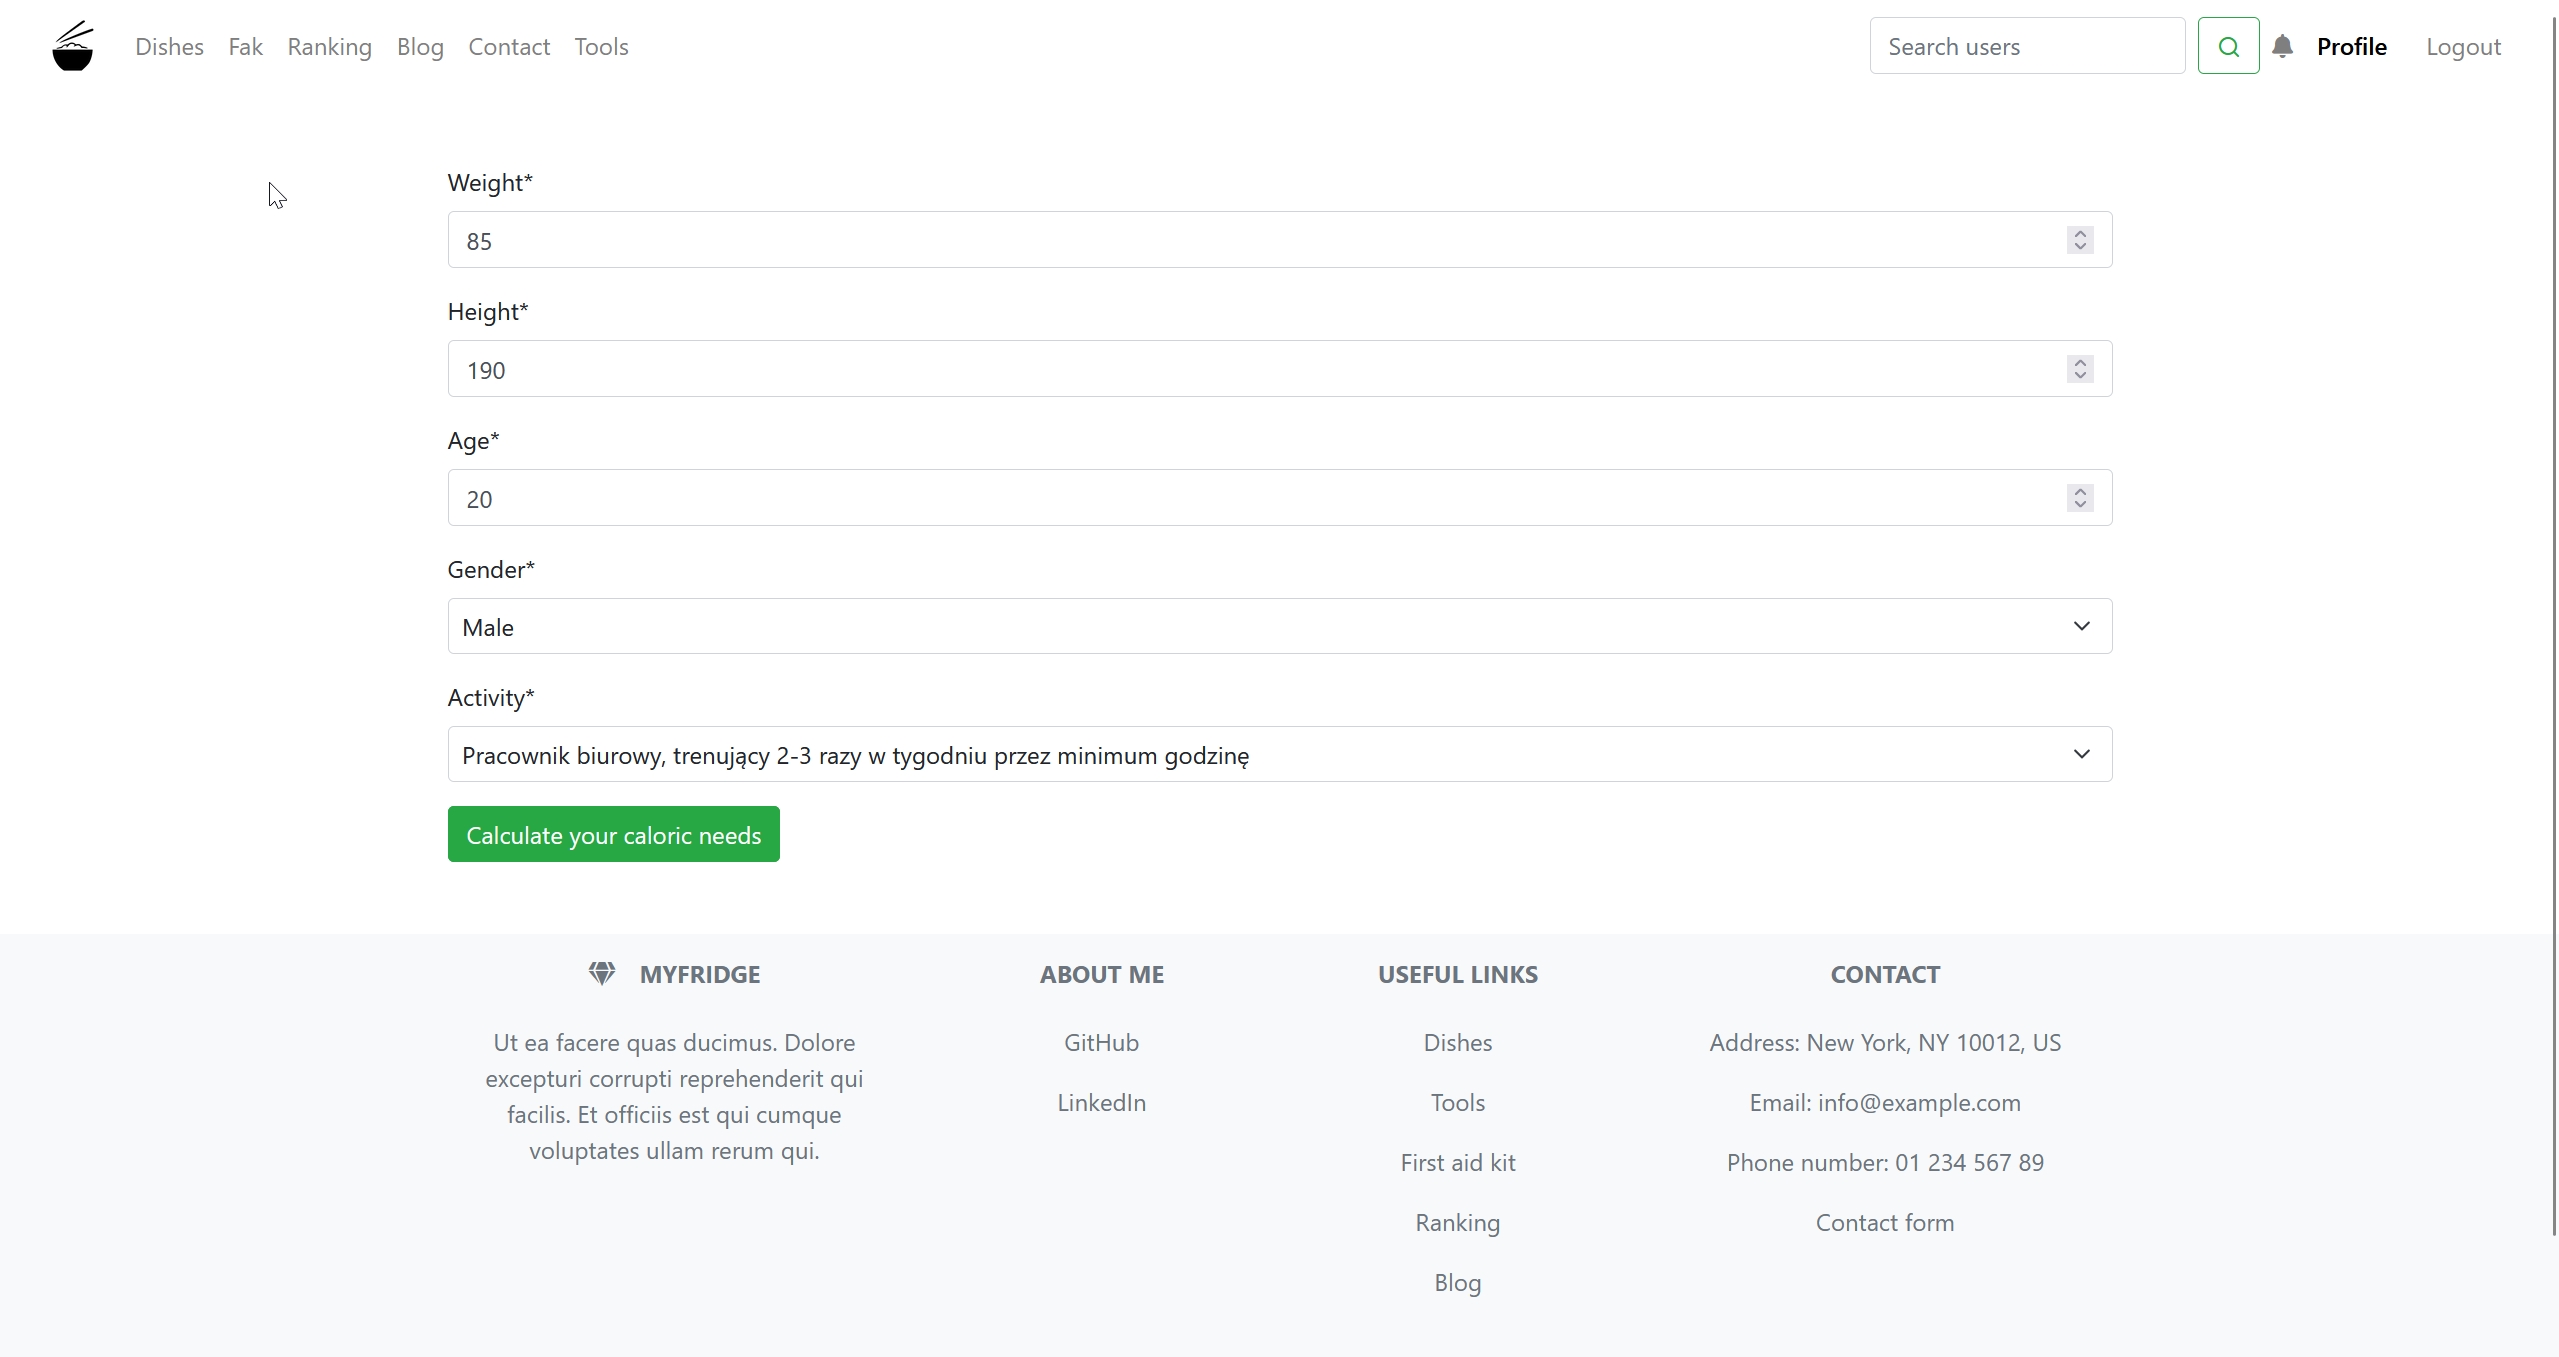 Dishes Fak Ranking Blog Contact Tools Search users Profile Logout
Weight*
85
Height*
190
Age*
20
Gender*
Male
Activity*
Pracownik biurowy, trenujący 2-3 razy w tygodniu przez minimum godzinę
Calculate your caloric needs
MYFRIDGE
Ut ea facere quas ducimus. Dolore
excepturi corrupti reprehenderit qui
facilis. Et officiis est qui cumque
voluptates ullam rerum qui.
ABOUT ME
GitHub
LinkedIn
USEFUL LINKS
Dishes
Tools
First aid kit
Ranking
Blog
CONTACT
Address: New York, NY 10012, US
Email: info@example.com
Phone number: 01 234 567 89
Contact form